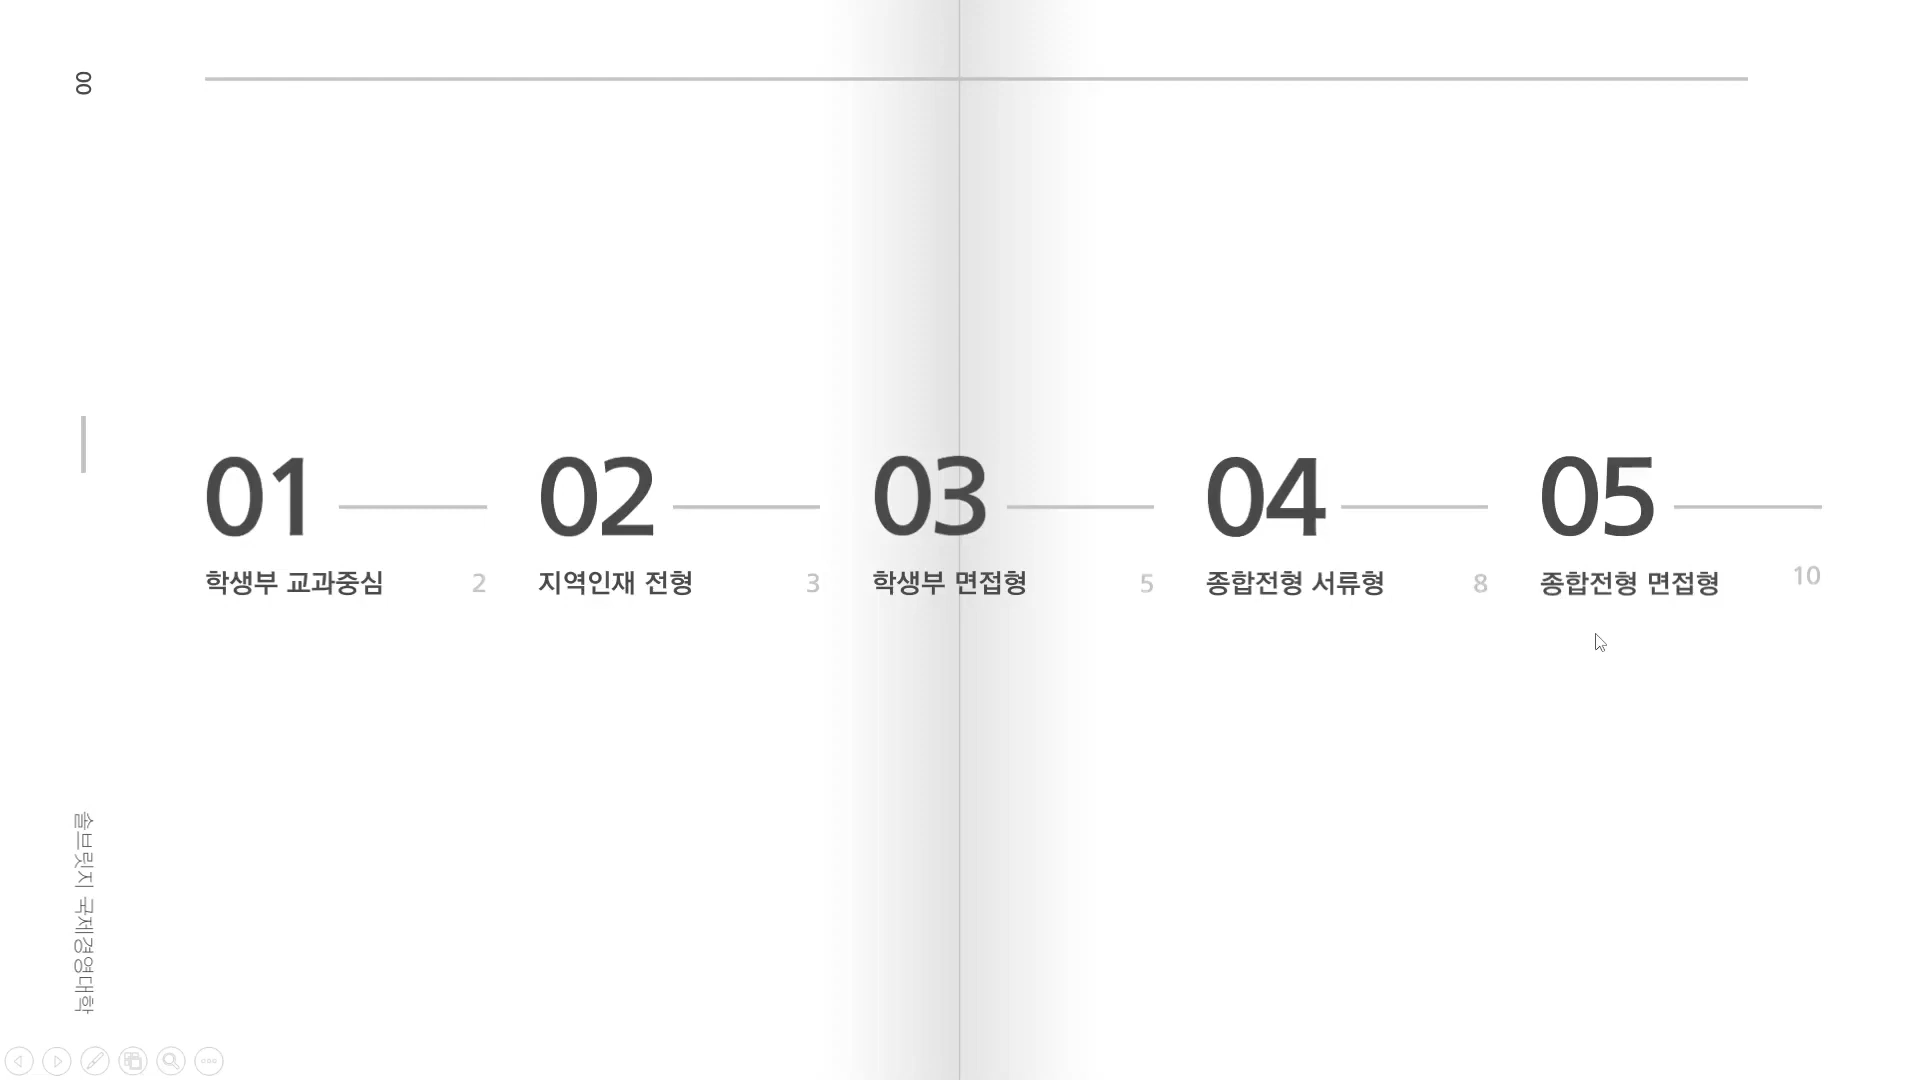 00
01
학생부 교과중심 2
02
지역인재 전형 3
03
학생부 면접형 5
04
종합전형 서류형 8
05
종합전형 면접형 10
솔브릿지 국제경영대학